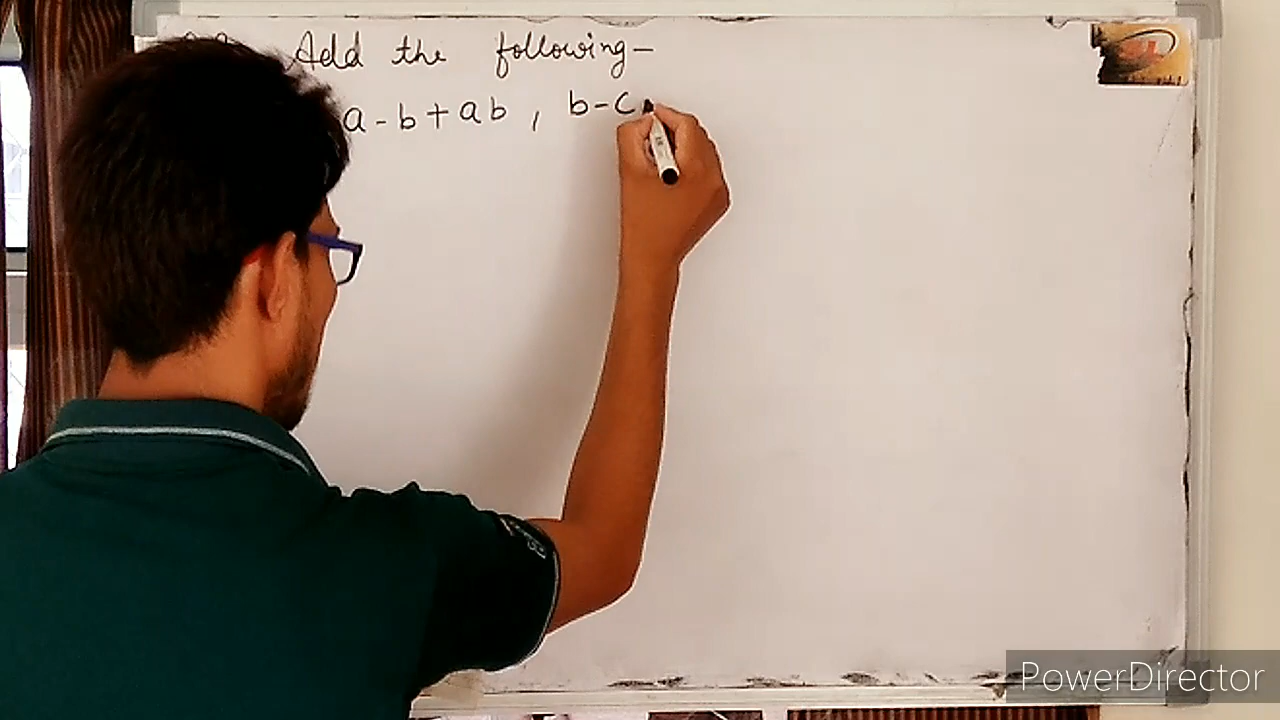 Add the following-
a-b+ab, b-c
PowerDirector